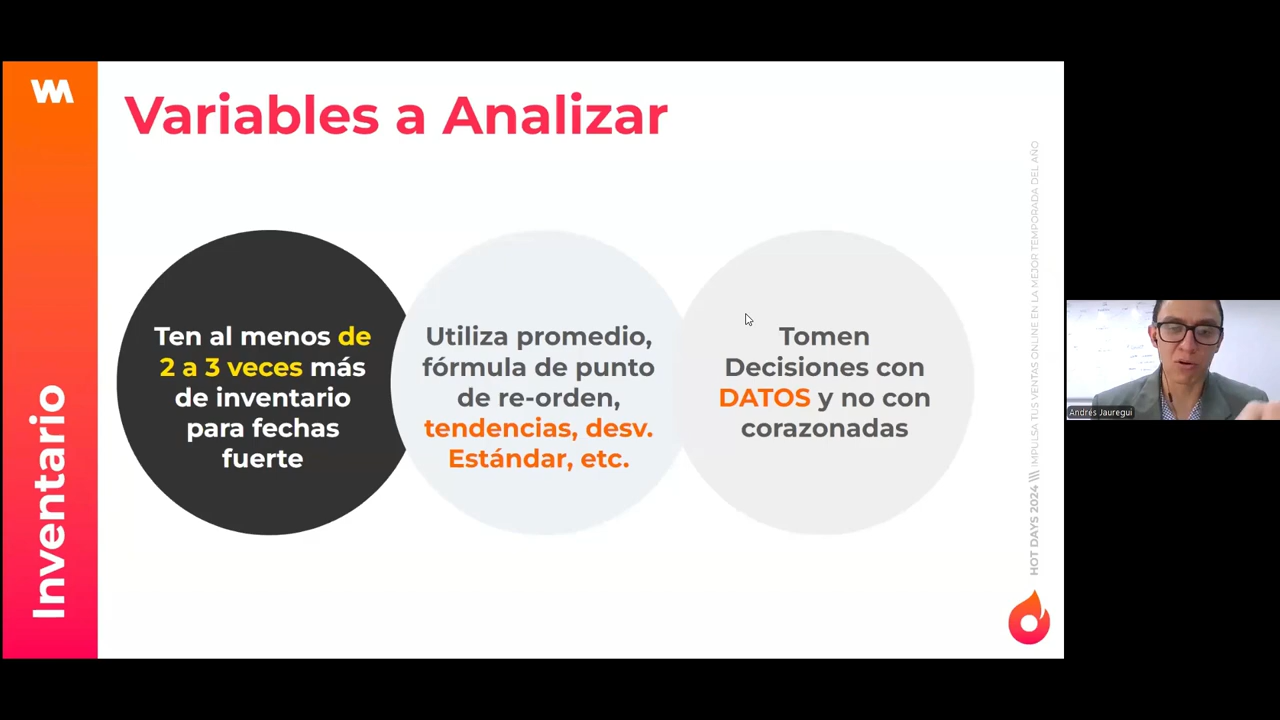 Variables a Analizar
Inventario
Ten al menos de
2 a 3 veces más
de inventario
para fechas
fuerte
Utiliza promedio,
fórmula de punto
de re-orden,
tendencias, desv.
Estándar, etc.
Tomen
Decisiones con
DATOS y no con
corazonadas
HOT DAYS 2024 \\\ IMPULSA TUS VENTAS ONLINE EN LA MEJOR TEMPORADA DEL AÑO
Andrés Jauregui